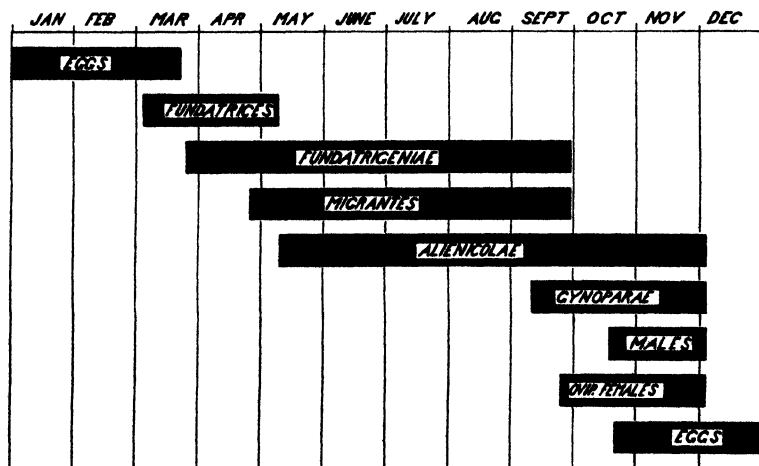 JAN FEB MAR APR MAY JUNE JULY AUG SEPT OCT NOV DEC
EGGS
FUNDATRICES
FUNDATRIGENIAE
MIGRANTES
ALIENICOLAE
GYNOPARAE
MALES
OVIP. FEMALES
EGGS